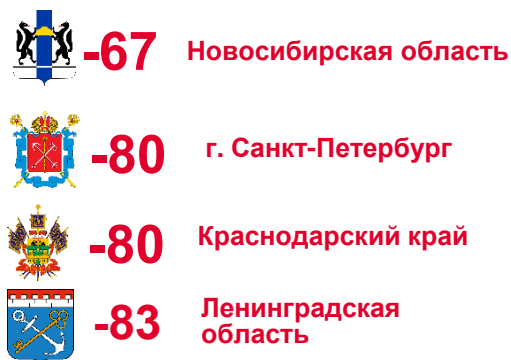 -67 Новосибирская область
-80 г. Санкт-Петербург
-80 Краснодарский край
-83 Ленинградская
область